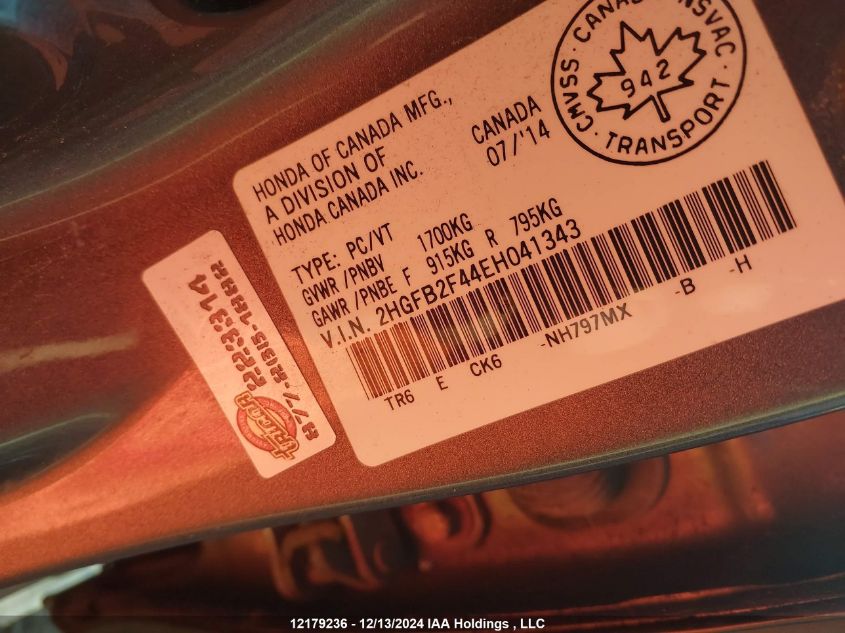 HONDA OF CANADA MFG.,
A DIVISION OF
HONDA CANADA INC.
CANADA
07/'14
CMVSS · CANADA · NSVAC
942
· TRANSPORT ·
TYPE: PC/VT
GVWR /PNBV 1700KG
GAWR /PNBE F 915KG R 795KG
V.I.N. 2HGFB2F44EH041343
TR6 E CK6 -NH797MX -B -H
223314
12179236 - 12/13/2024 IAA Holdings , LLC